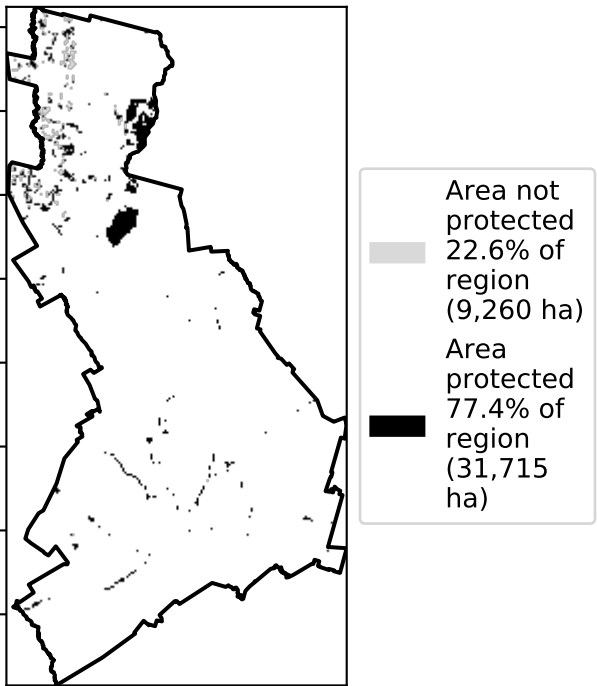 Area not
protected
22.6% of
region
(9,260 ha)
Area
protected
77.4% of
region
(31,715
ha)